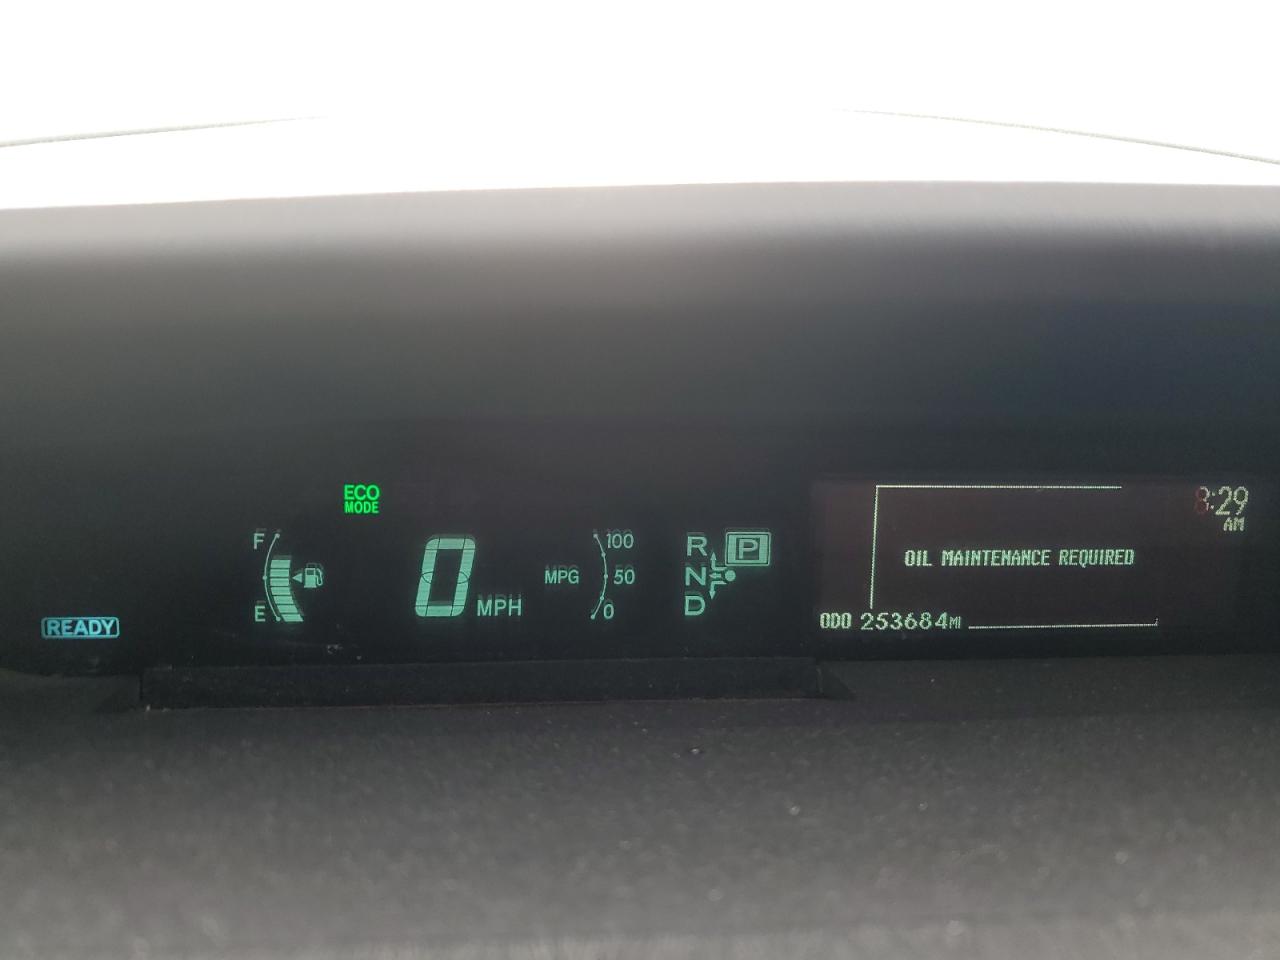 ECO
MODE
F
E
READY
0 MPH
MPG
100
50
0
R
N
D
P
8:29
AM
OIL MAINTENANCE REQUIRED
ODO 253684MI